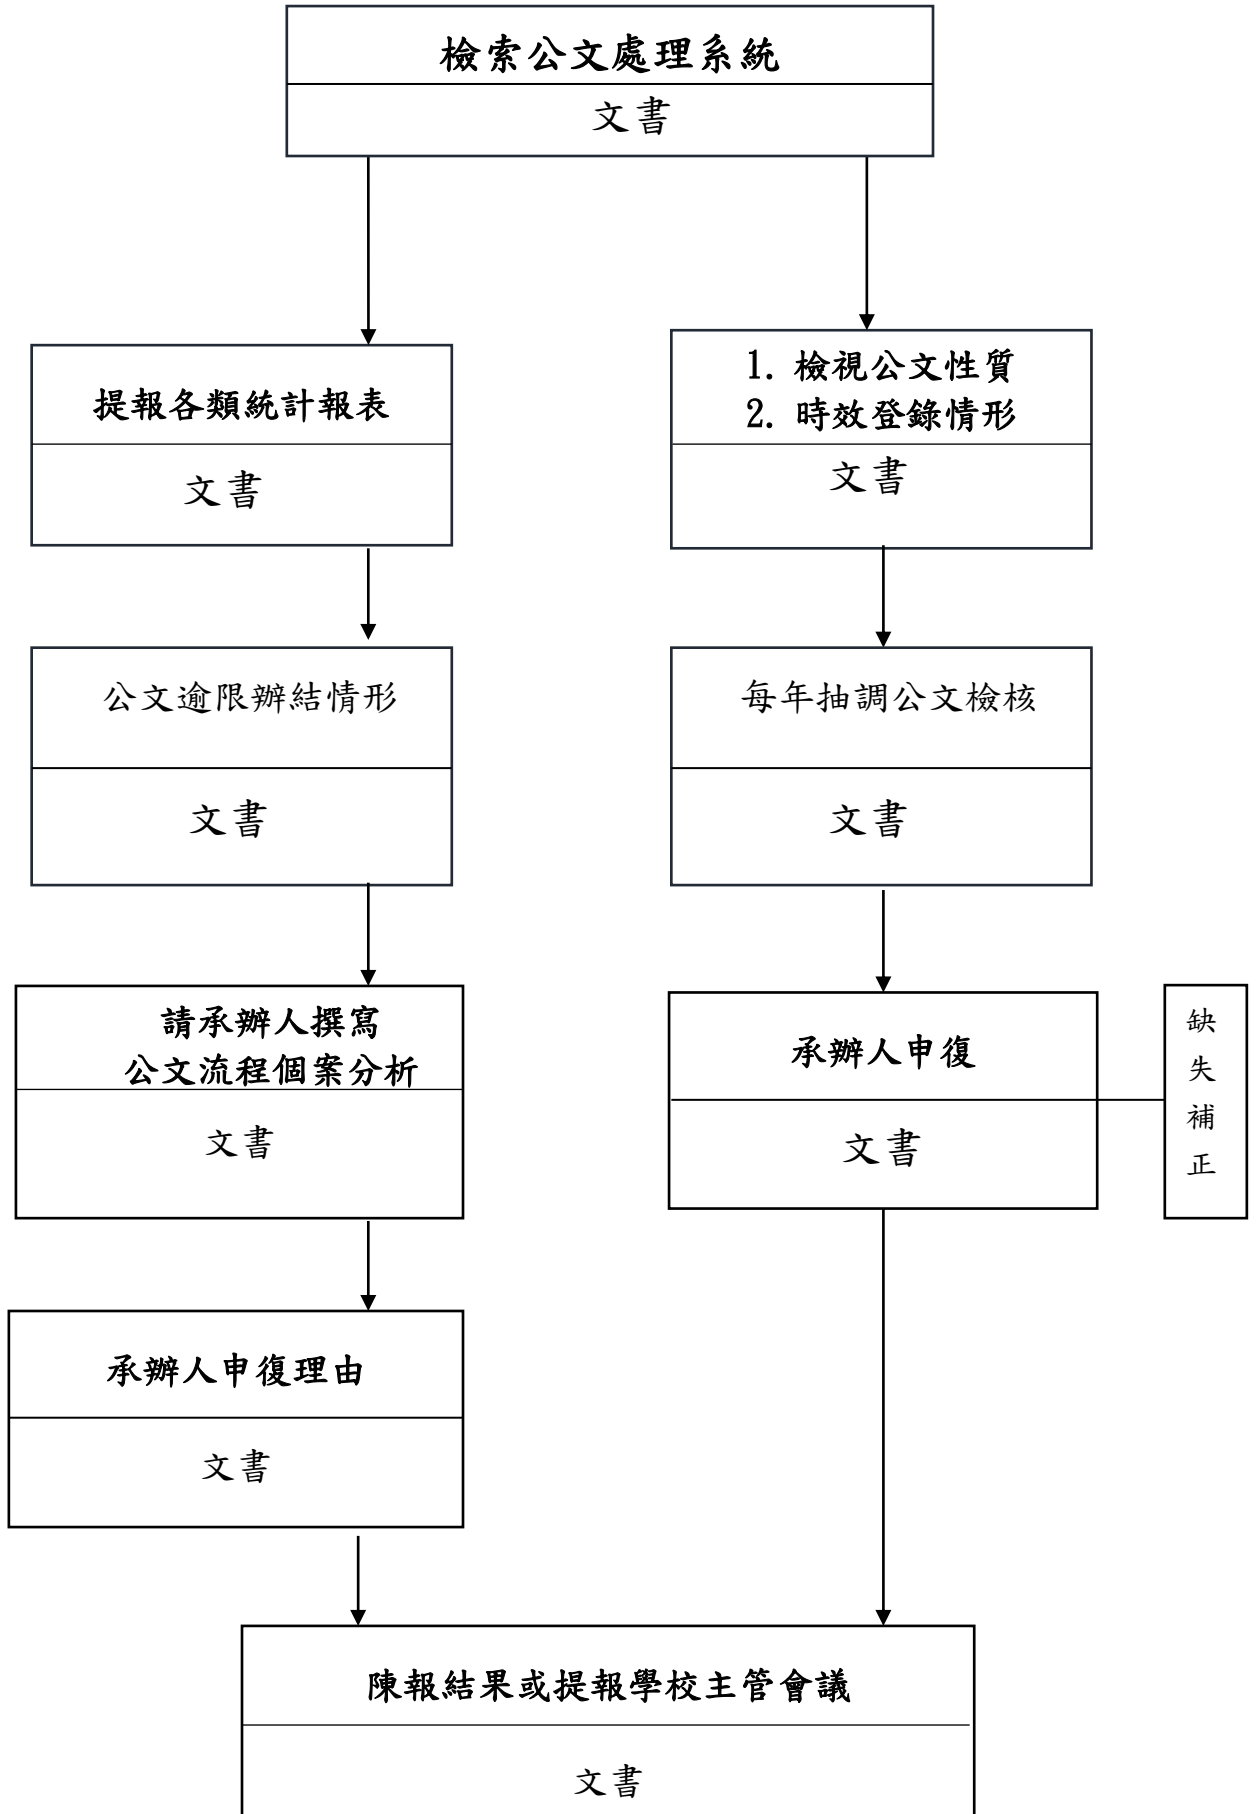 檢索公文處理系統
文書
提報各類統計報表
文書
1. 檢視公文性質
2. 時效登錄情形
文書
公文逾限辦結情形
文書
每年抽調公文檢核
文書
請承辦人撰寫
公文流程個案分析
文書
承辦人申復
文書
缺
失
補
正
承辦人申復理由
文書
陳報結果或提報學校主管會議
文書